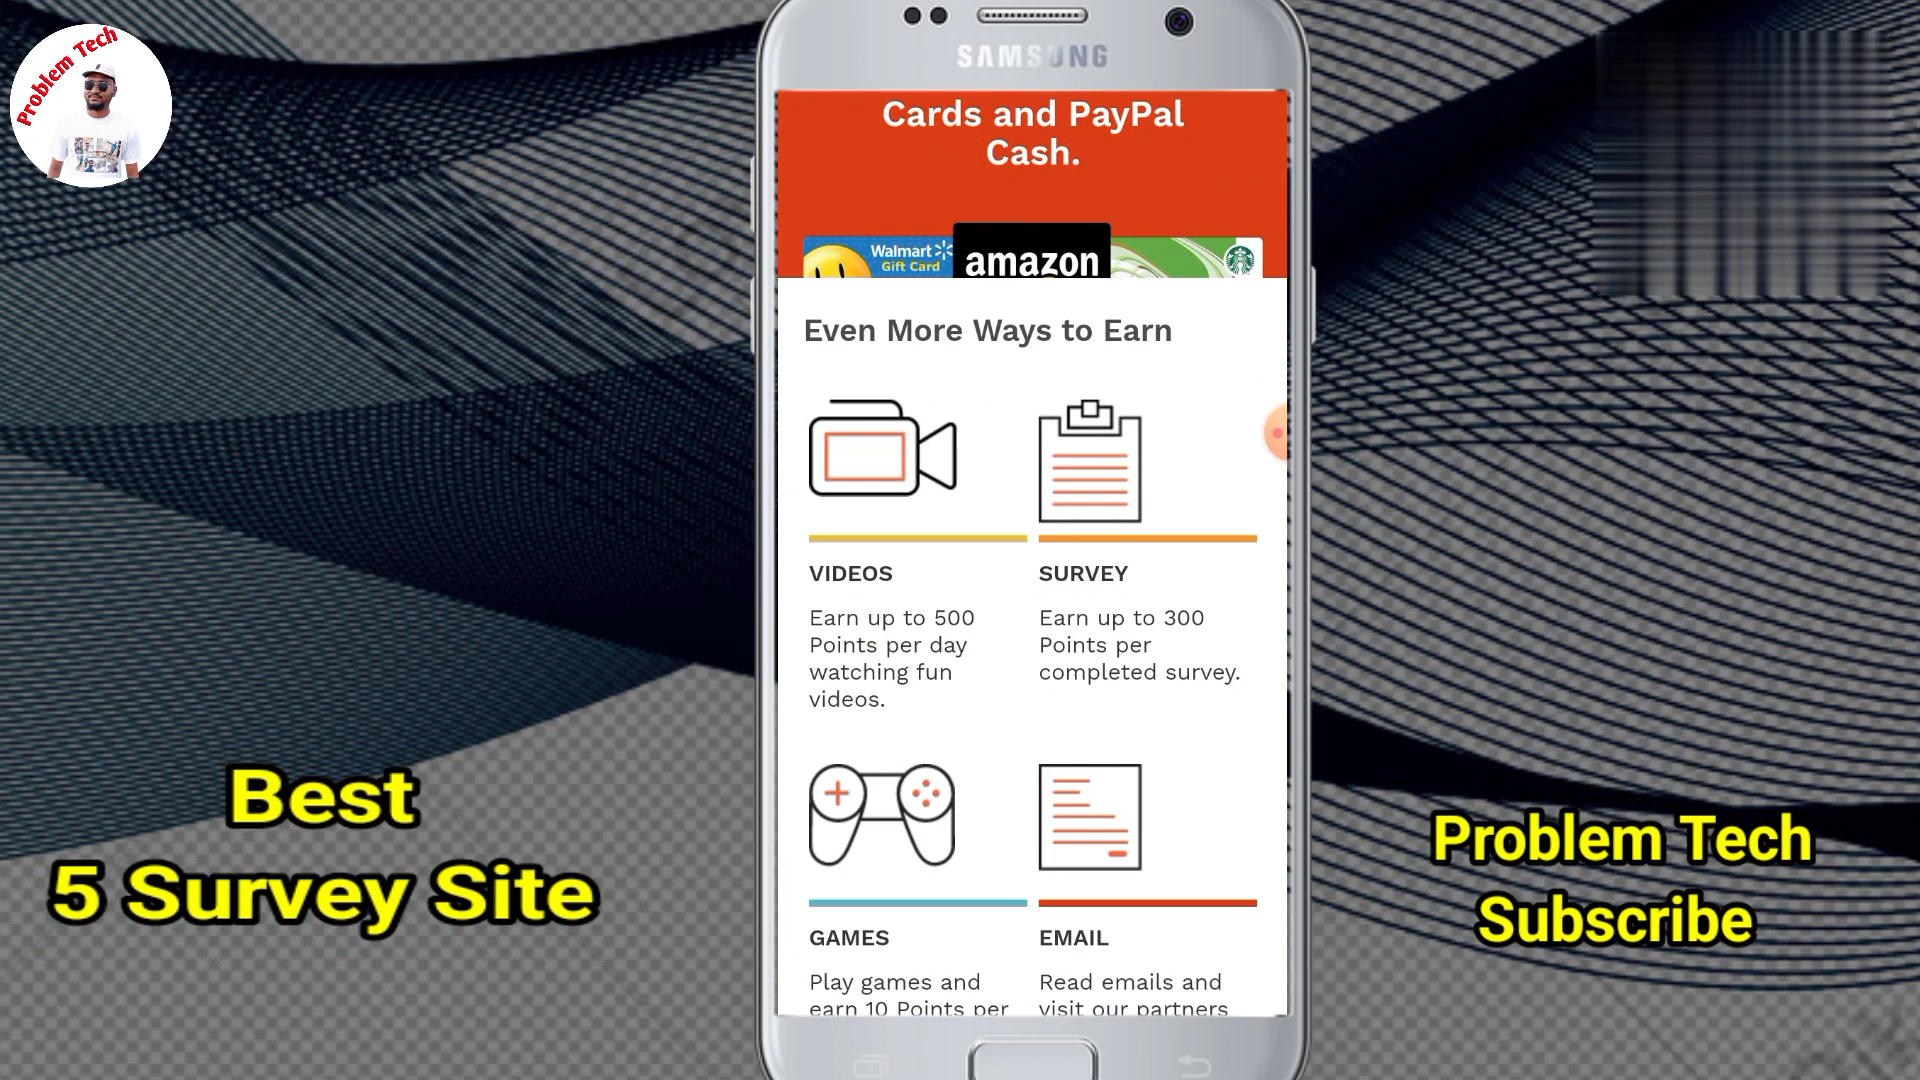 Problem Tech
SAMSUNG
Cards and PayPal
Cash.
Walmart
Gift Card
amazon
Even More Ways to Earn
VIDEOS
Earn up to 500
Points per day
watching fun
videos.
SURVEY
Earn up to 300
Points per
completed survey.
GAMES
Play games and
earn 10 Points per
EMAIL
Read emails and
visit our partners
Best
5 Survey Site
Problem Tech
Subscribe